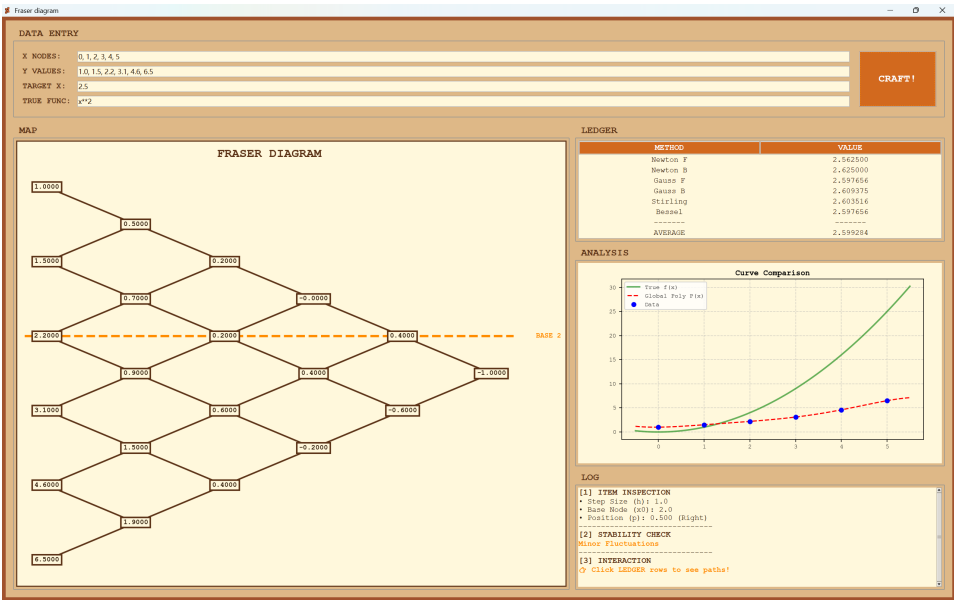 Fraser diagram
DATA ENTRY
X NODES: 0, 1, 2, 3, 4, 5
Y VALUES: 1.0, 1.5, 2.2, 3.1, 4.6, 6.5
TARGET X: 2.5
TRUE FUNC: x**2
CRAFT!
MAP
FRASER DIAGRAM
1.0000
0.5000
1.5000
0.2000
0.7000
-0.0000
2.2000
0.2000
0.4000
BASE 2
0.9000
0.4000
-1.0000
3.1000
0.6000
-0.6000
1.5000
-0.2000
4.6000
0.4000
1.9000
6.5000
LEDGER
METHOD VALUE
Newton F 2.562500
Newton B 2.625000
Gauss F 2.597656
Gauss B 2.609375
Stirling 2.603516
Bessel 2.597656
------- -------
AVERAGE 2.599284
ANALYSIS
Curve Comparison
True f(x)
Global Poly P(x)
Data
30
25
20
15
10
5
0
0 1 2 3 4 5
LOG
[1] ITEM INSPECTION
• Step Size (h): 1.0
• Base Node (x0): 2.0
• Position (p): 0.500 (Right)
------------------------------
[2] STABILITY CHECK
Minor Fluctuations
------------------------------
[3] INTERACTION
👉 Click LEDGER rows to see paths!